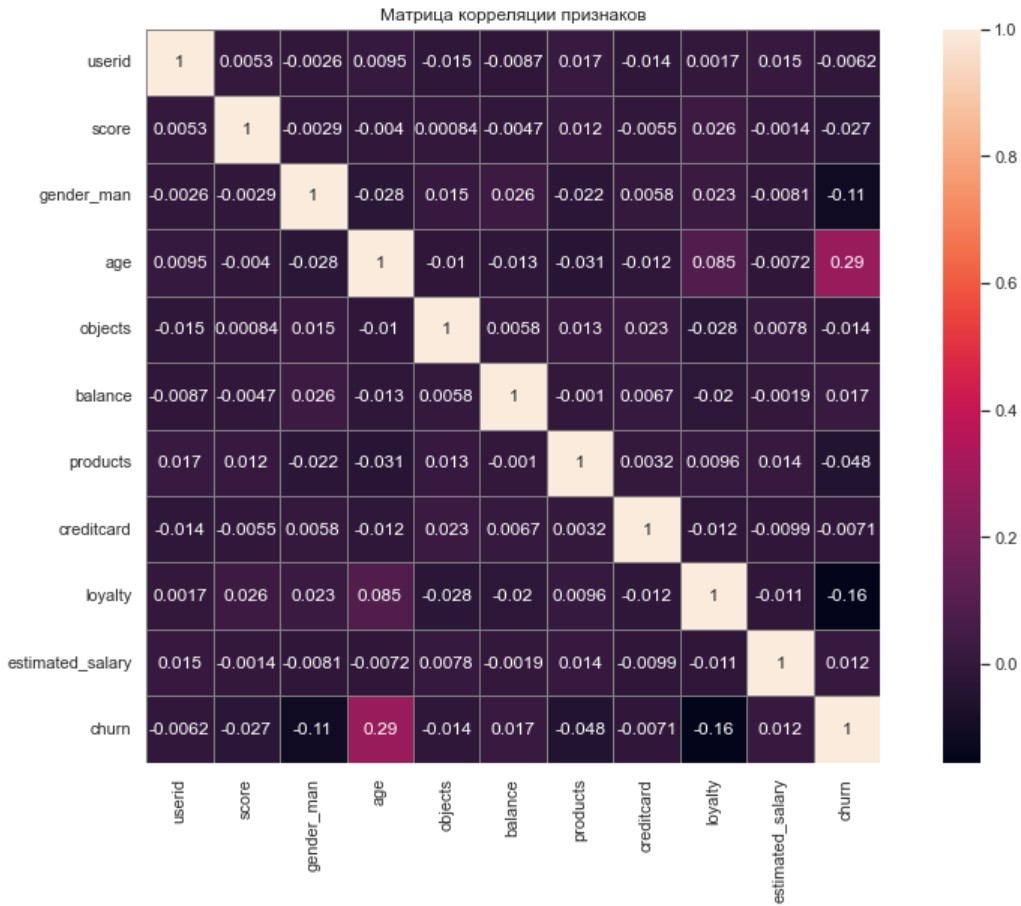 Матрица корреляции признаков
userid 1 0.0053 -0.0026 0.0095 -0.015 -0.0087 0.017 -0.014 0.0017 0.015 -0.0062
score 0.0053 1 -0.0029 -0.004 0.00084 -0.0047 0.012 -0.0055 0.026 -0.0014 -0.027
gender_man -0.0026 -0.0029 1 -0.028 0.015 0.026 -0.022 0.0058 0.023 -0.0081 -0.11
age 0.0095 -0.004 -0.028 1 -0.01 -0.013 -0.031 -0.012 0.085 -0.0072 0.29
objects -0.015 0.00084 0.015 -0.01 1 0.0058 0.013 0.023 -0.028 0.0078 -0.014
balance -0.0087 -0.0047 0.026 -0.013 0.0058 1 -0.001 0.0067 -0.02 -0.0019 0.017
products 0.017 0.012 -0.022 -0.031 0.013 -0.001 1 0.0032 0.0096 0.014 -0.048
creditcard -0.014 -0.0055 0.0058 -0.012 0.023 0.0067 0.0032 1 -0.012 -0.0099 -0.0071
loyalty 0.0017 0.026 0.023 0.085 -0.028 -0.02 0.0096 -0.012 1 -0.011 -0.16
estimated_salary 0.015 -0.0014 -0.0081 -0.0072 0.0078 -0.0019 0.014 -0.0099 -0.011 1 0.012
churn -0.0062 -0.027 -0.11 0.29 -0.014 0.017 -0.048 -0.0071 -0.16 0.012 1
userid
score
gender_man
age
objects
balance
products
creditcard
loyalty
estimated_salary
churn
1.0
0.8
0.6
0.4
0.2
0.0